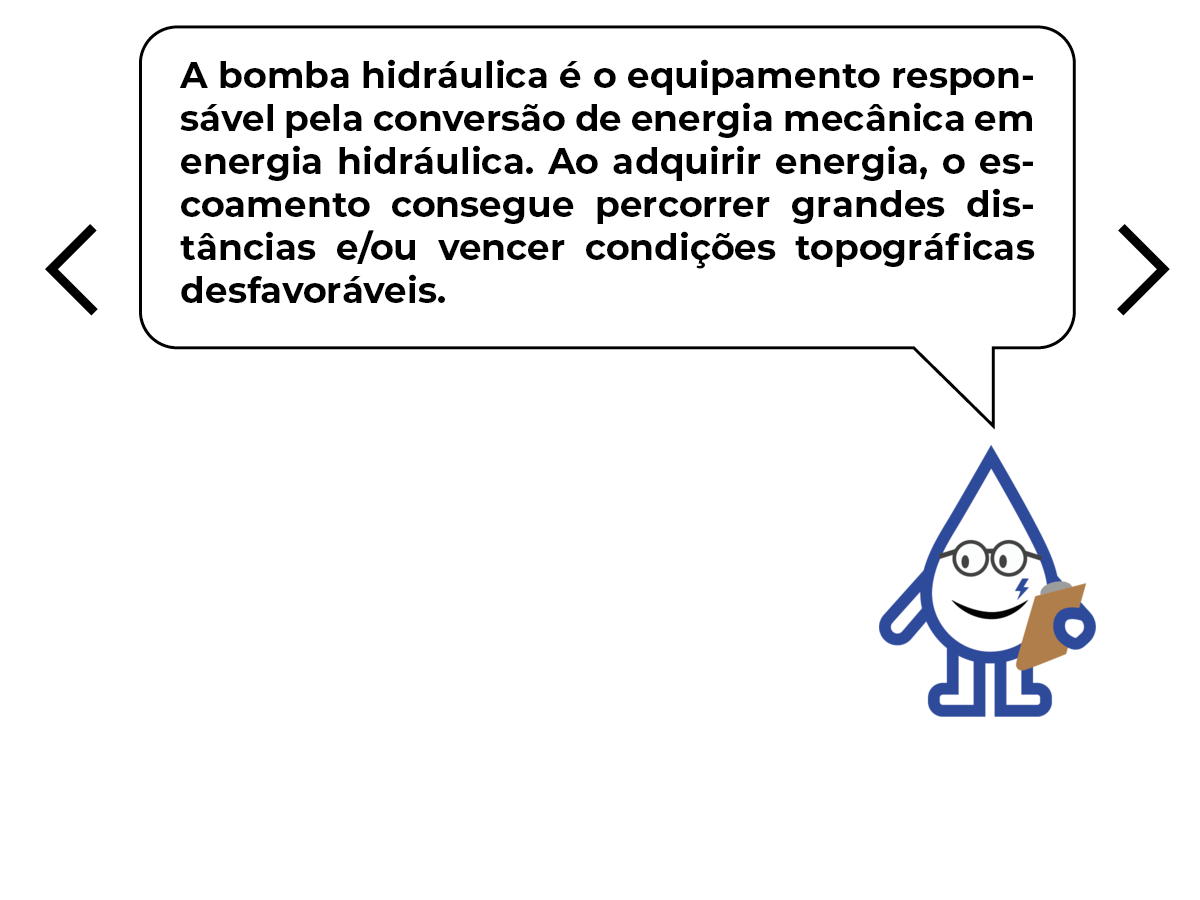 A bomba hidráulica é o equipamento respon-
sável pela conversão de energia mecânica em
energia hidráulica. Ao adquirir energia, o es-
coamento consegue percorrer grandes dis-
tâncias e/ou vencer condições topográficas
desfavoráveis.